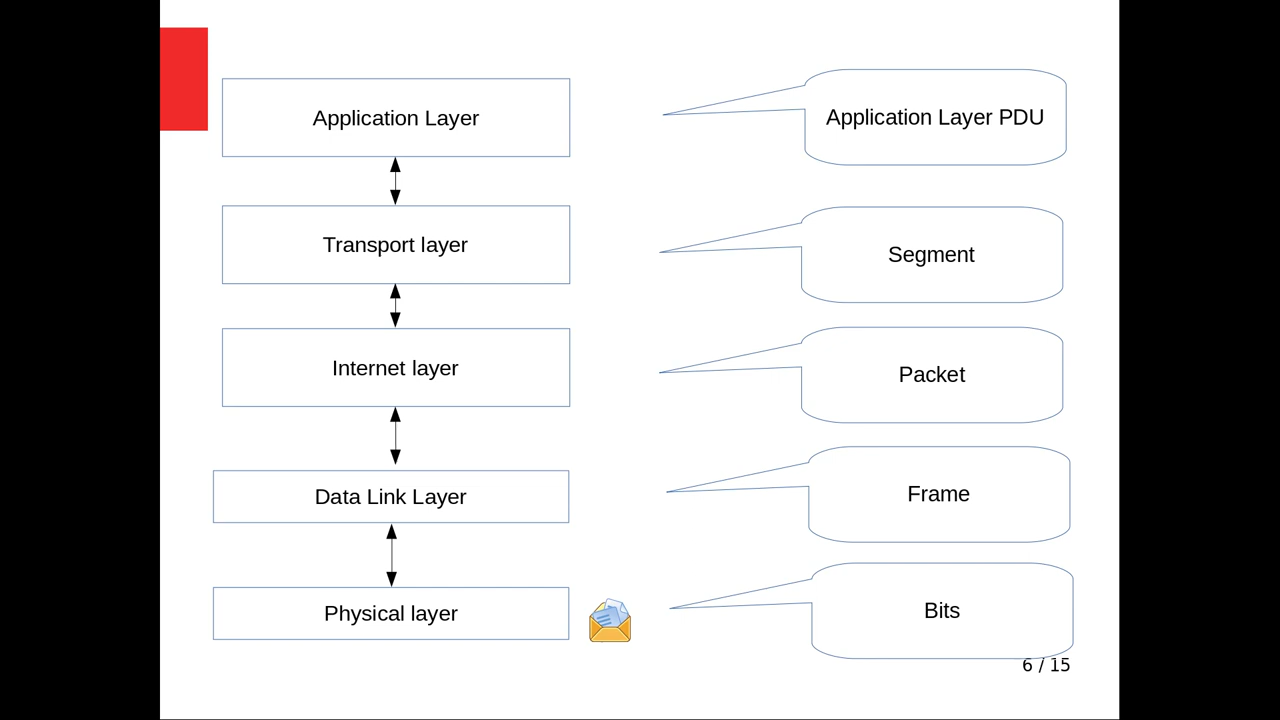 Application Layer
Application Layer PDU
Transport layer
Segment
Internet layer
Packet
Data Link Layer
Frame
Physical layer
Bits
6 / 15